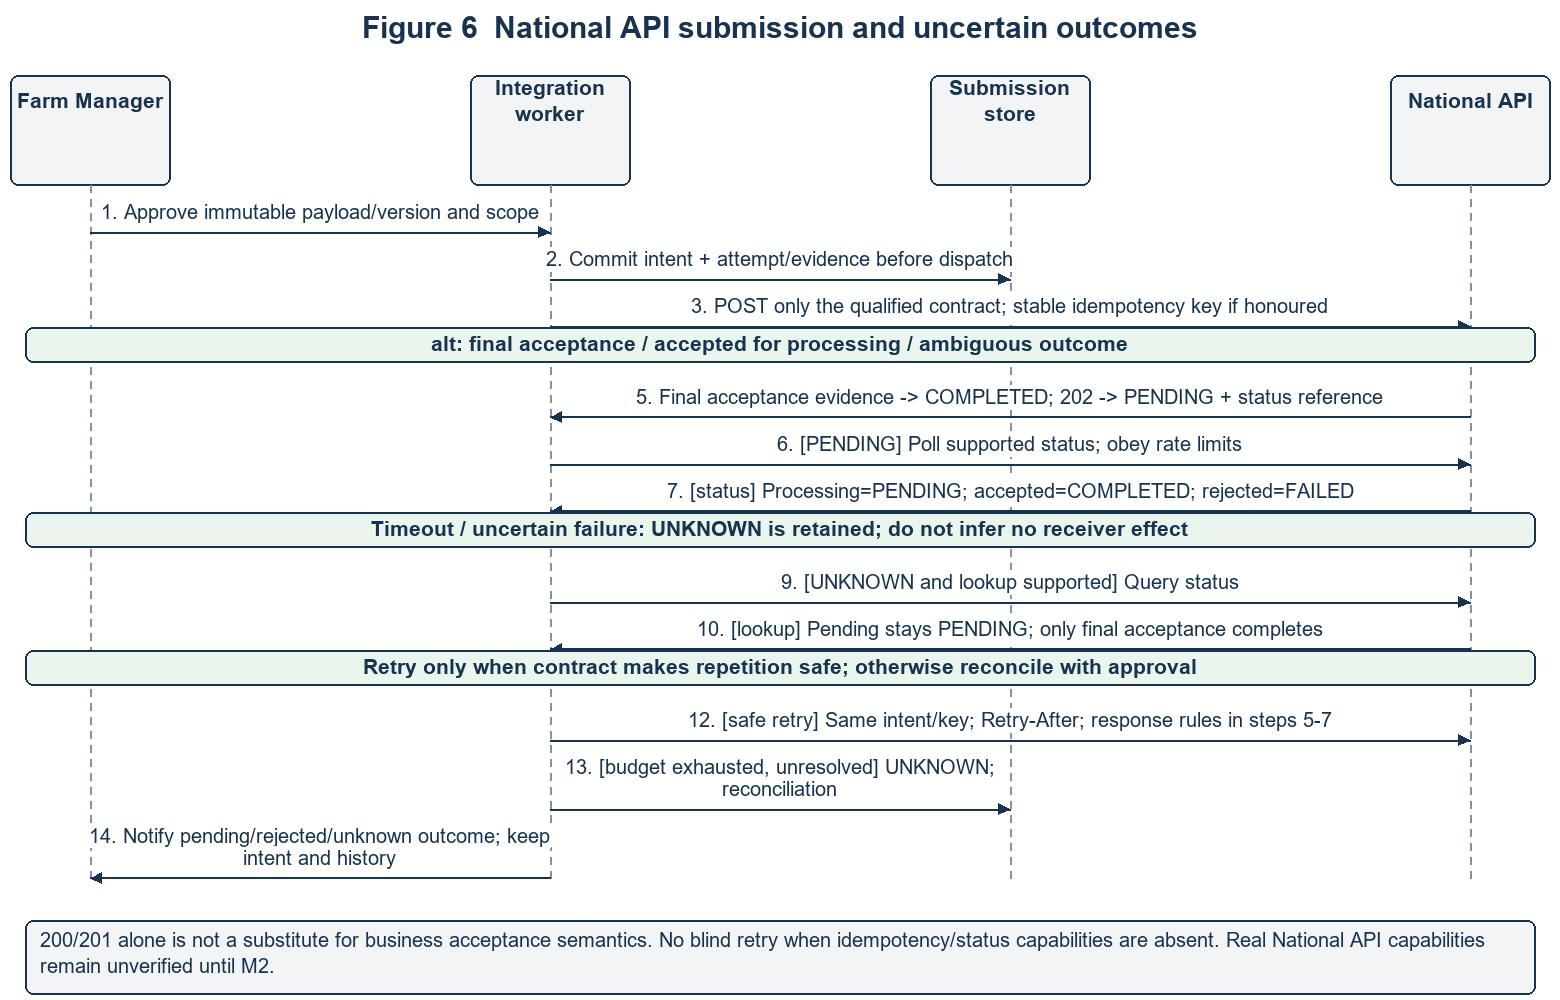 Figure 6  National API submission and uncertain outcomes
Farm Manager
Integration
worker
Submission
store
National API
1. Approve immutable payload/version and scope
2. Commit intent + attempt/evidence before dispatch
3. POST only the qualified contract; stable idempotency key if honoured
alt: final acceptance / accepted for processing / ambiguous outcome
5. Final acceptance evidence -> COMPLETED; 202 -> PENDING + status reference
6. [PENDING] Poll supported status; obey rate limits
7. [status] Processing=PENDING; accepted=COMPLETED; rejected=FAILED
Timeout / uncertain failure: UNKNOWN is retained; do not infer no receiver effect
9. [UNKNOWN and lookup supported] Query status
10. [lookup] Pending stays PENDING; only final acceptance completes
Retry only when contract makes repetition safe; otherwise reconcile with approval
12. [safe retry] Same intent/key; Retry-After; response rules in steps 5-7
13. [budget exhausted, unresolved] UNKNOWN;
reconciliation
14. Notify pending/rejected/unknown outcome; keep
intent and history
200/201 alone is not a substitute for business acceptance semantics. No blind retry when idempotency/status capabilities are absent. Real National API capabilities
remain unverified until M2.